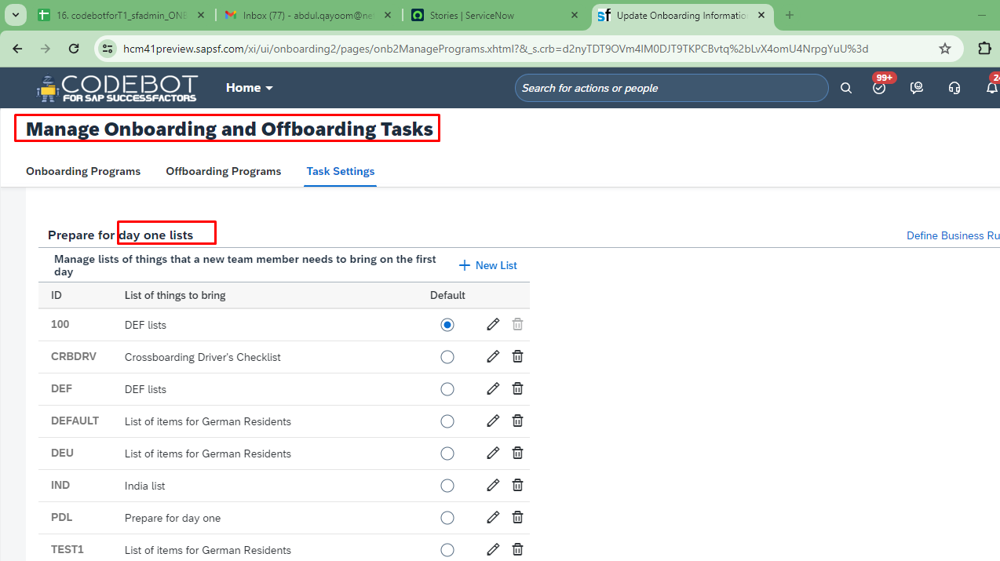 16. codebotforT1_sfadmin_ONE
Inbox (77) - abdul.qayoom@ne
Stories | ServiceNow
sf Update Onboarding Informatio
hcm41preview.sapsf.com/xi/ui/onboarding2/pages/onb2ManagePrograms.xhtml?&_s.crb=d2nyTDT9OVm4lM0DJT9TKPCBvtq%2bLvX4omU4NrpgYuU%3d
CODEBOT
FOR SAP SUCCESSFACTORS
Home
Search for actions or people
99+
Manage Onboarding and Offboarding Tasks
Onboarding Programs
Offboarding Programs
Task Settings
Prepare for day one lists
Define Business Ru
Manage lists of things that a new team member needs to bring on the first
day
New List
ID List of things to bring Default
100 DEF lists
CRBDRV Crossboarding Driver's Checklist
DEF DEF lists
DEFAULT List of items for German Residents
DEU List of items for German Residents
IND India list
PDL Prepare for day one
TEST1 List of items for German Residents